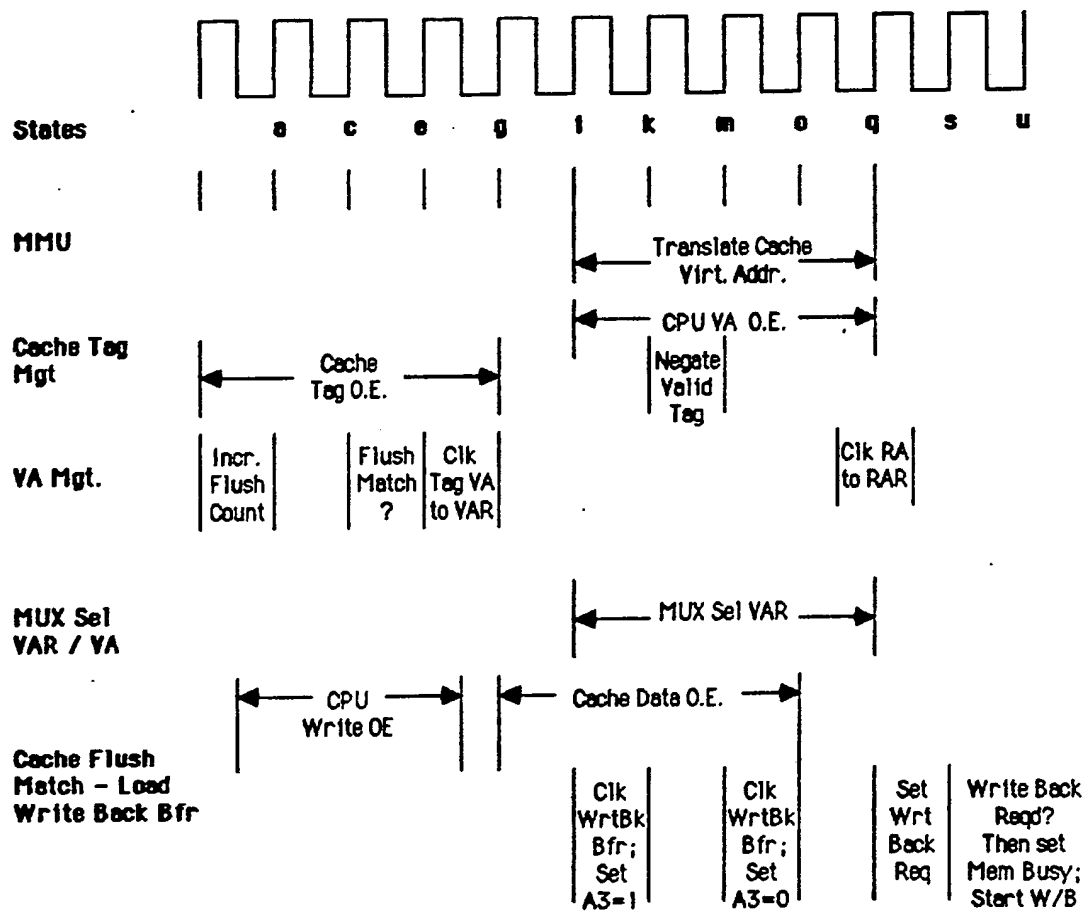 States a c e g i k m o q s u
MMU
Translate Cache
Virt. Addr.
CPU VA O.E.
Cache Tag
Mgt
Cache
Tag O.E.
Negate
Valid
Tag
VA Mgt.
Incr.
Flush
Count
Flush
Match
?
Clk
Tag VA
to VAR
Clk RA
to RAR
MUX Sel
VAR / VA
MUX Sel VAR
CPU
Write OE
Cache Data O.E.
Cache Flush
Match - Load
Write Back Bfr
Clk
WrtBk
Bfr;
Set
A3=1
Clk
WrtBk
Bfr;
Set
A3=0
Set
Wrt
Back
Req
Write Back
Reqd?
Then set
Mem Busy;
Start W/B